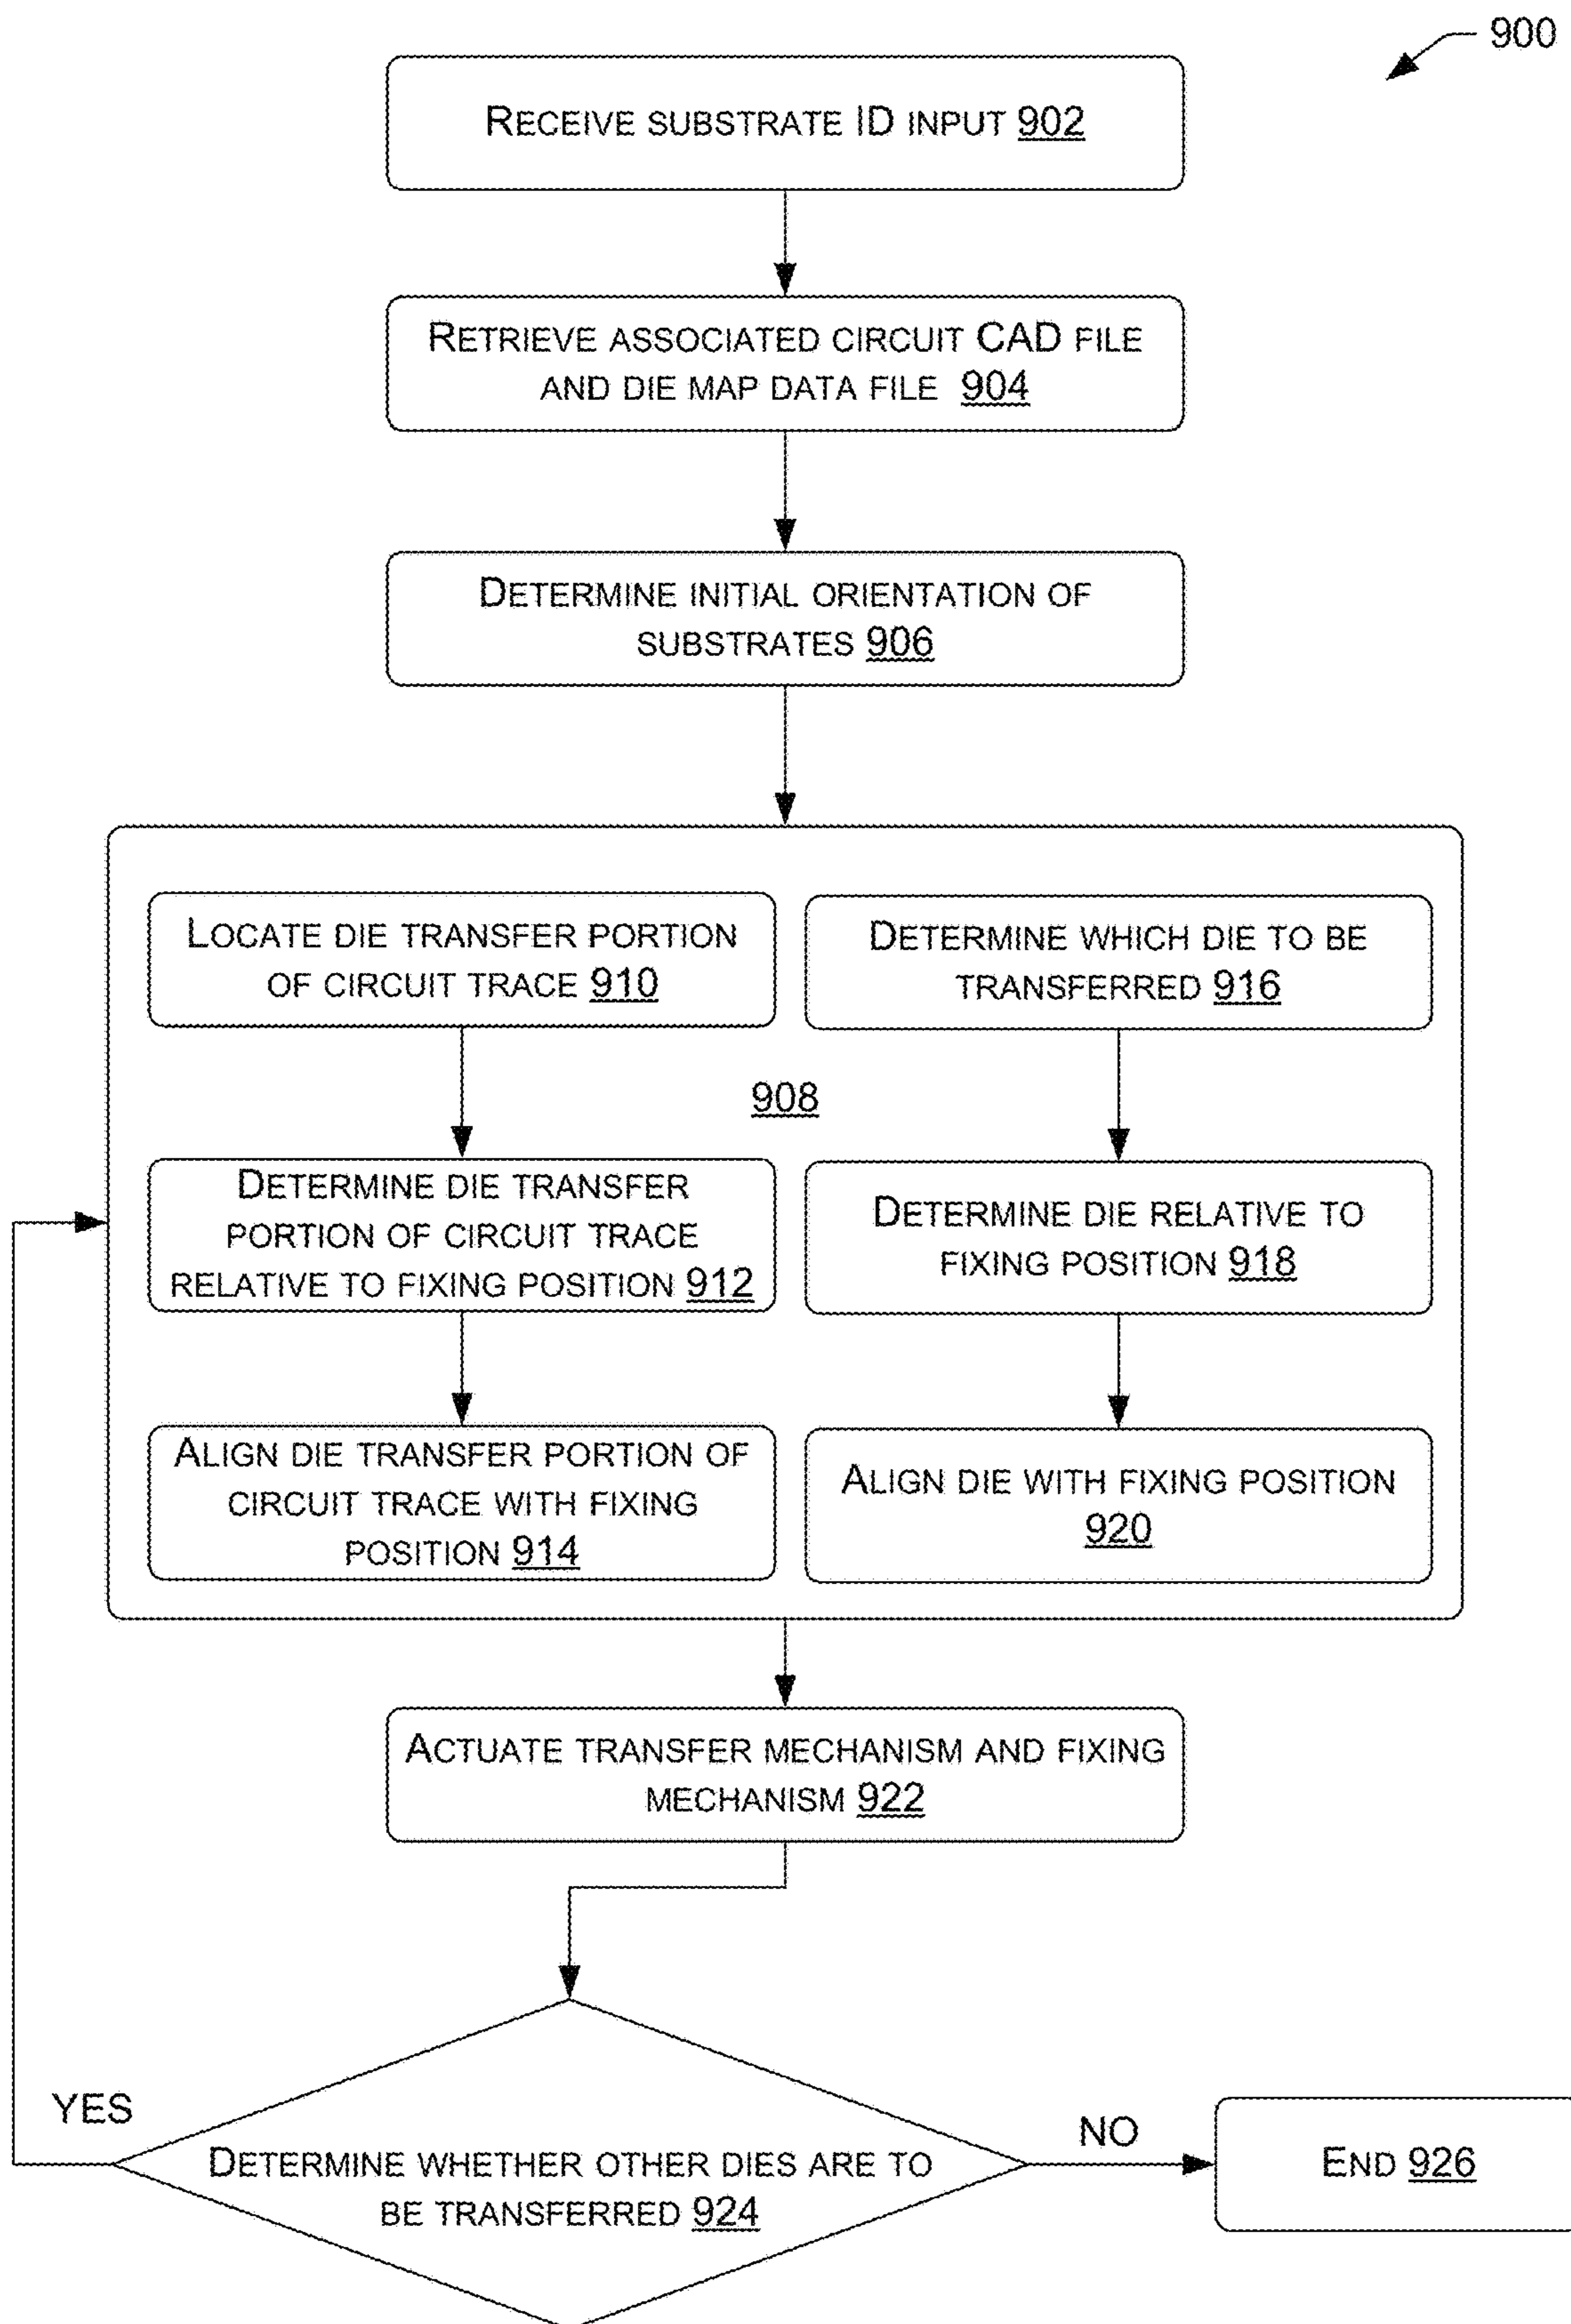 900
RECEIVE SUBSTRATE ID INPUT 902
RETRIEVE ASSOCIATED CIRCUIT CAD FILE
AND DIE MAP DATA FILE 904
DETERMINE INITIAL ORIENTATION OF
SUBSTRATES 906
LOCATE DIE TRANSFER PORTION
OF CIRCUIT TRACE 910
DETERMINE WHICH DIE TO BE
TRANSFERRED 916
908
DETERMINE DIE TRANSFER
PORTION OF CIRCUIT TRACE
RELATIVE TO FIXING POSITION 912
DETERMINE DIE RELATIVE TO
FIXING POSITION 918
ALIGN DIE TRANSFER PORTION OF
CIRCUIT TRACE WITH FIXING
POSITION 914
ALIGN DIE WITH FIXING POSITION
920
ACTUATE TRANSFER MECHANISM AND FIXING
MECHANISM 922
YES
NO
DETERMINE WHETHER OTHER DIES ARE TO
BE TRANSFERRED 924
END 926